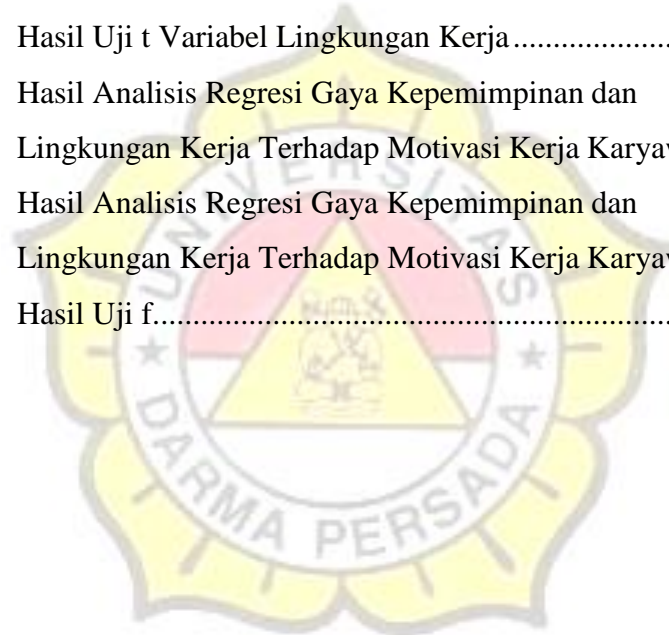 Hasil Uji t Variabel Lingkungan Kerja.....................
Hasil Analisis Regresi Gaya Kepemimpinan dan
Lingkungan Kerja Terhadap Motivasi Kerja
Hasil Analisis Regresi Gaya Kepemimpinan dan
Lingkungan Kerja Terhadap Motivasi Kerja
Hasil Uji f.................................................................
UNIVERSITAS
DARMA PERSADA